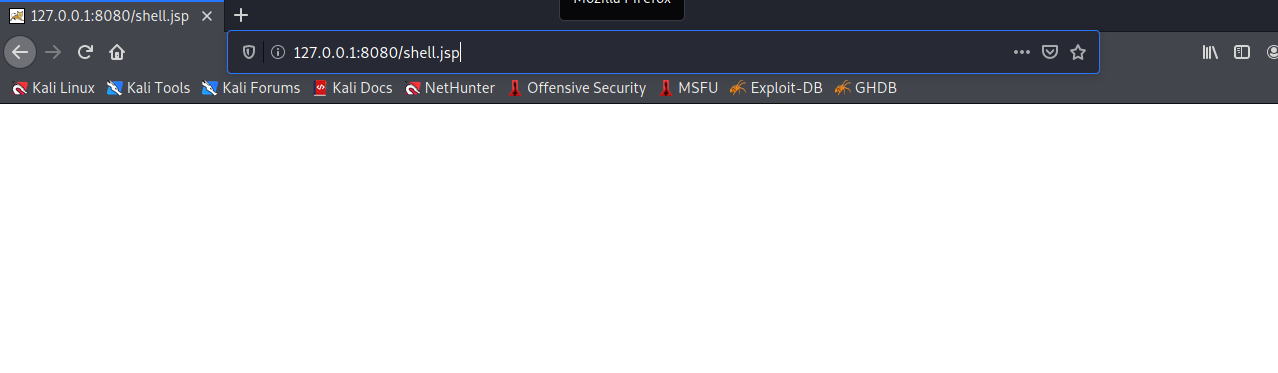 Mozilla Firefox
127.0.0.1:8080/shell.jsp
127.0.0.1:8080/shell.jsp
Kali Linux Kali Tools Kali Forums Kali Docs NetHunter Offensive Security MSFU Exploit-DB GHDB